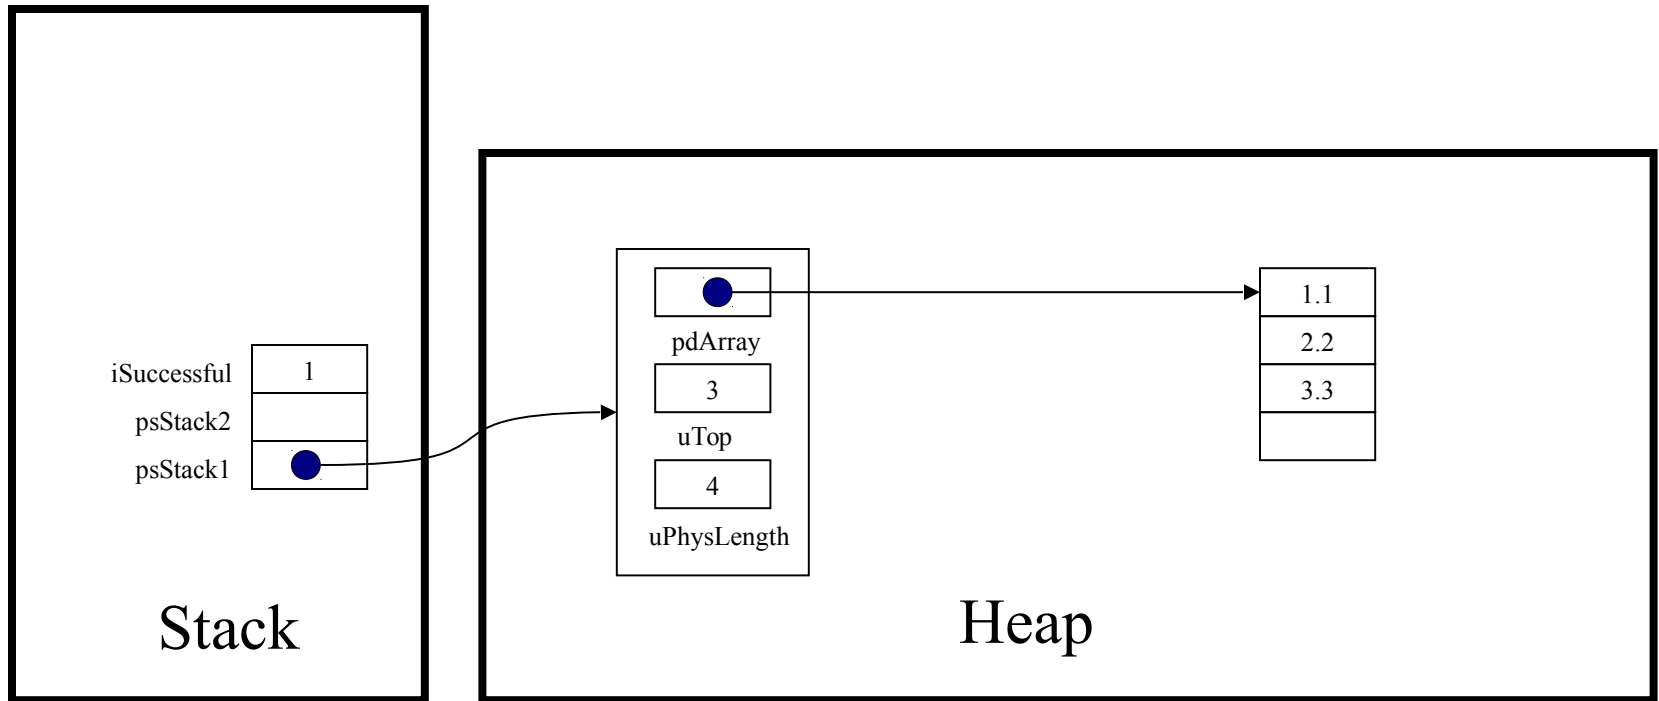 iSuccessful 1
psStack2
psStack1
Stack
pdArray
3
uTop
4
uPhysLength
1.1
2.2
3.3
Heap